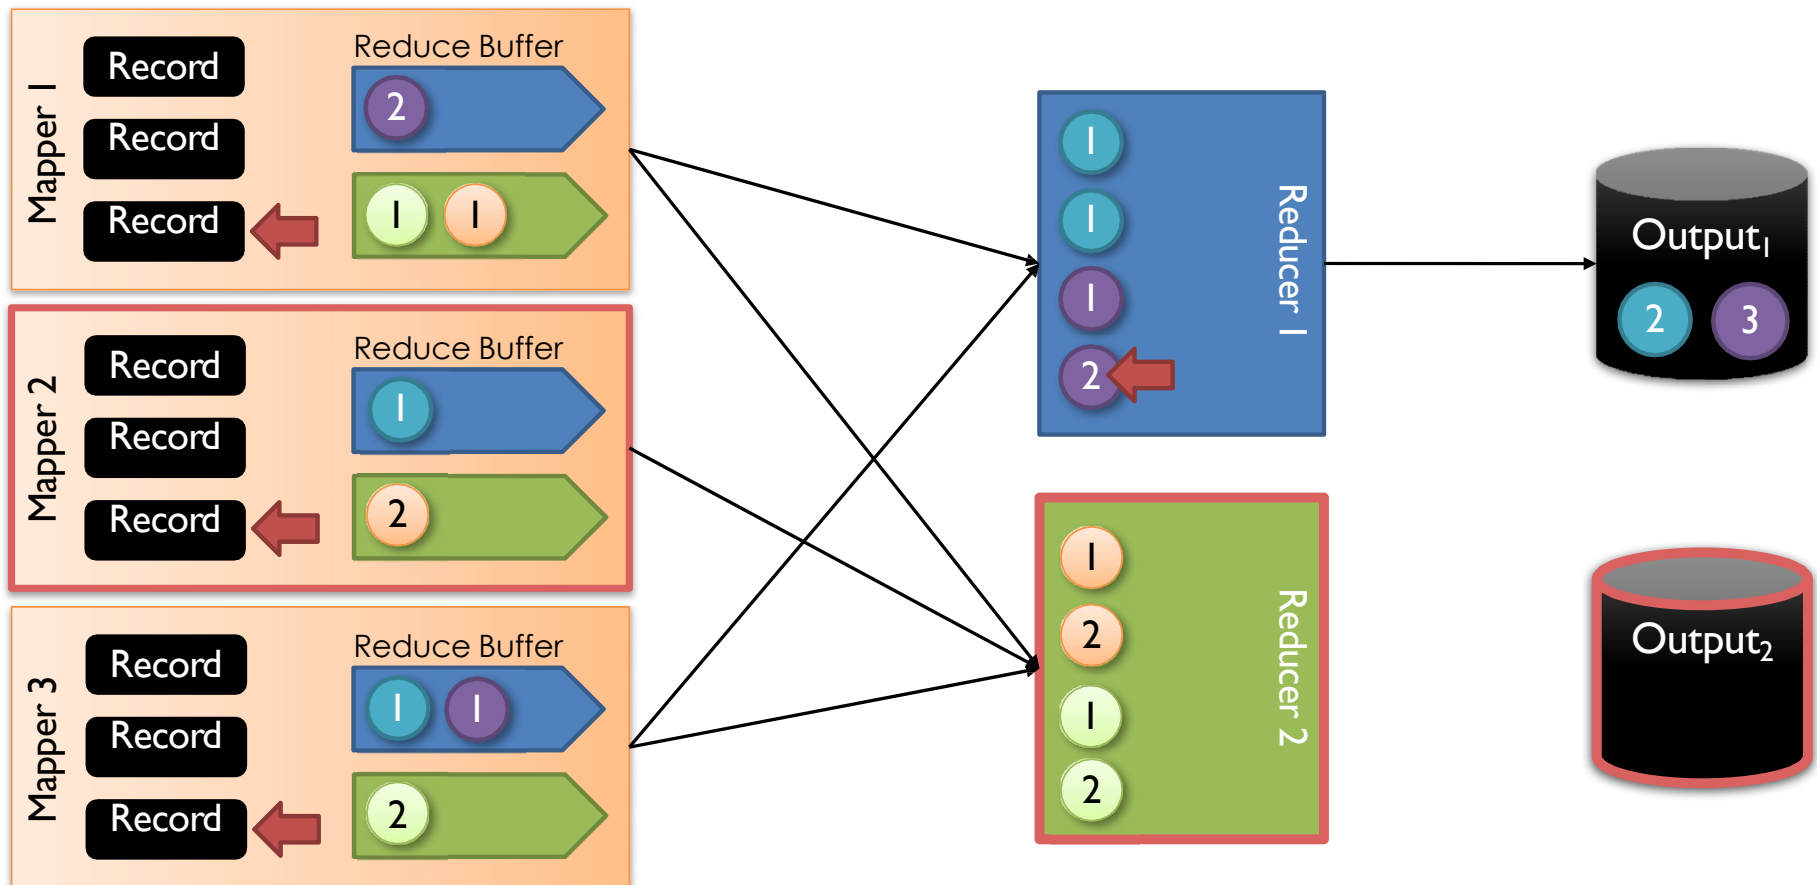 Mapper 1
Record
Record
Record
Reduce Buffer
2
1 1
Mapper 2
Record
Record
Record
Reduce Buffer
1
2
Mapper 3
Record
Record
Record
Reduce Buffer
1 1
2
Reducer 1
1
1
1
2
Reducer 2
1
2
1
2
Output1
2 3
Output2